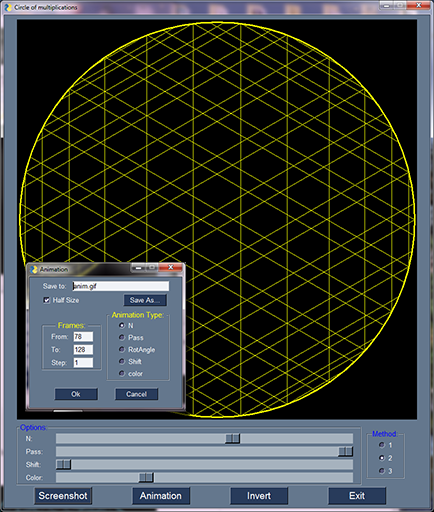 Circle of multiplications
Animation
Save to: anim.gif
Half Size Save As...
Frames: Animation Type:
From: 78 N
To: 128 Pass
Step: 1 RotAngle
Shift
color
Ok Cancel
Options:
N:
Pass:
Shift:
Color:
Method
1
2
3
Screenshot Animation Invert Exit